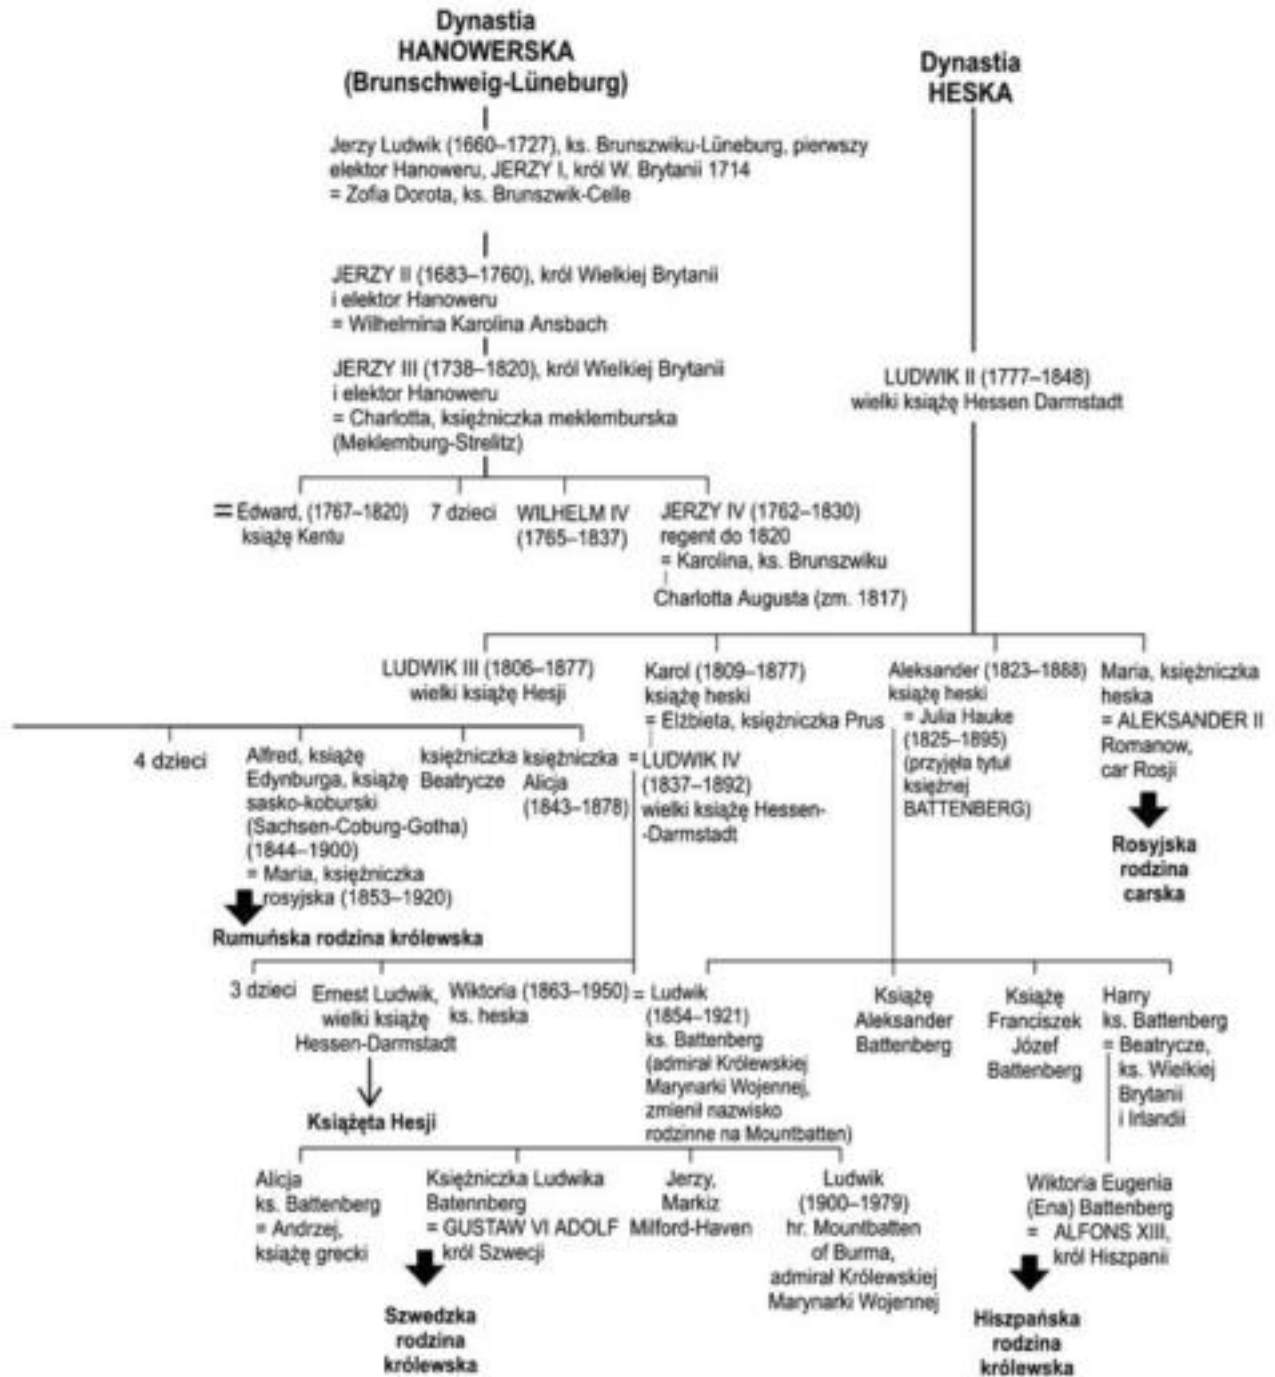 Dynastia
HANOWERSKA
(Brunschweig-Lüneburg)
Dynastia
HESKA
Jerzy Ludwik (1660–1727), ks. Brunszwiku-Lüneburg, pierwszy
elektor Hanoweru, JERZY I, król W. Brytanii 1714
= Zofia Dorota, ks. Brunszwik-Celle
JERZY II (1683–1760), król Wielkiej Brytanii
i elektor Hanoweru
= Wilhelmina Karolina Ansbach
JERZY III (1738–1820), król Wielkiej Brytanii
i elektor Hanoweru
= Charlotta, księżniczka meklemburska
(Meklemburg-Strelitz)
LUDWIK II (1777–1848)
wielki książę Hessen Darmstadt
= Edward, (1767–1820)
książę Kentu
7 dzieci
WILHELM IV
(1765–1837)
JERZY IV (1762–1830)
regent do 1820
= Karolina, ks. Brunszwiku
Charlotta Augusta (zm. 1817)
LUDWIK III (1806–1877)
wielki książę Hesji
Karol (1809–1877)
książę heski
= Elżbieta, księżniczka Prus
Aleksander (1823–1888)
książę heski
= Julia Hauke
(1825–1895)
(przyjęła tytuł
księżnej
BATTENBERG)
Maria, księżniczka
heska
= ALEKSANDER II
Romanow,
car Rosji
Rosyjska
rodzina
carska
4 dzieci
Alfred, książę
Edynburga, książę
sasko-koburski
(Sachsen-Coburg-Gotha)
(1844–1900)
= Maria, księżniczka
rosyjska (1853–1920)
Rumuńska rodzina królewska
księżniczka
Beatrycze
księżniczka
Alicja
(1843–1878)
= LUDWIK IV
(1837–1892)
wielki książę Hessen-
-Darmstadt
3 dzieci
Ernest Ludwik,
wielki książę
Hessen-Darmstadt
Książęta Hesji
Wiktoria (1863–1950)
ks. heska
= Ludwik
(1854–1921)
ks. Battenberg
(admirał Królewskiej
Marynarki Wojennej,
zmienił nazwisko
rodzinne na Mountbatten)
Książę
Aleksander
Battenberg
Książę
Franciszek
Józef
Battenberg
Harry
ks. Battenberg
= Beatrycze,
ks. Wielkiej
Brytanii
i Irlandii
Alicja
ks. Battenberg
= Andrzej,
książę grecki
Księżniczka Ludwika
Batennberg
= GUSTAW VI ADOLF
król Szwecji
Szwedzka
rodzina
królewska
Jerzy,
Markiz
Milford-Haven
Ludwik
(1900–1979)
hr. Mountbatten
of Burma,
admirał Królewskiej
Marynarki Wojennej
Wiktoria Eugenia
(Ena) Battenberg
= ALFONS XIII,
król Hiszpanii
Hiszpańska
rodzina
królewska